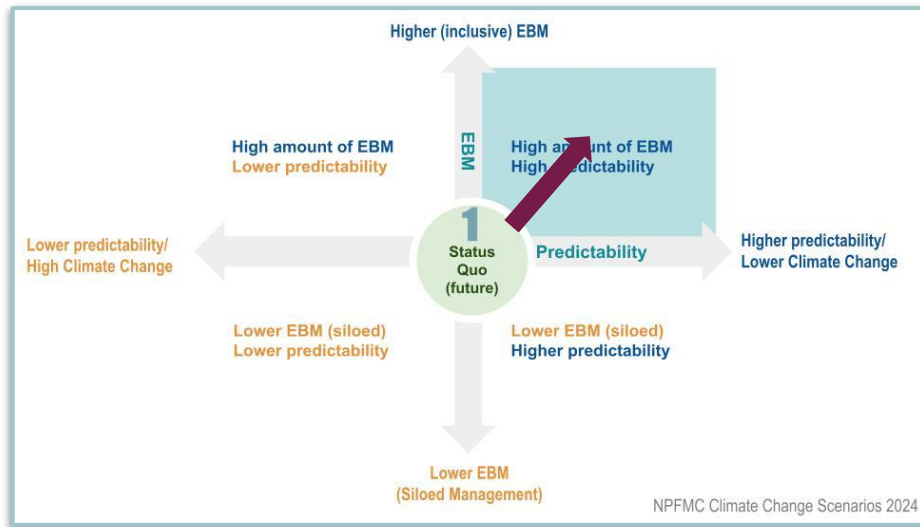 Higher (inclusive) EBM
High amount of EBM
Lower predictability
EBM
High amount of EBM
High predictability
Lower predictability/
High Climate Change
1
Status
Quo
(future)
Predictability
Higher predictability/
Lower Climate Change
Lower EBM (siloed)
Lower predictability
Lower EBM (siloed)
Higher predictability
Lower EBM
(Siloed Management)
NPFMC Climate Change Scenarios 2024